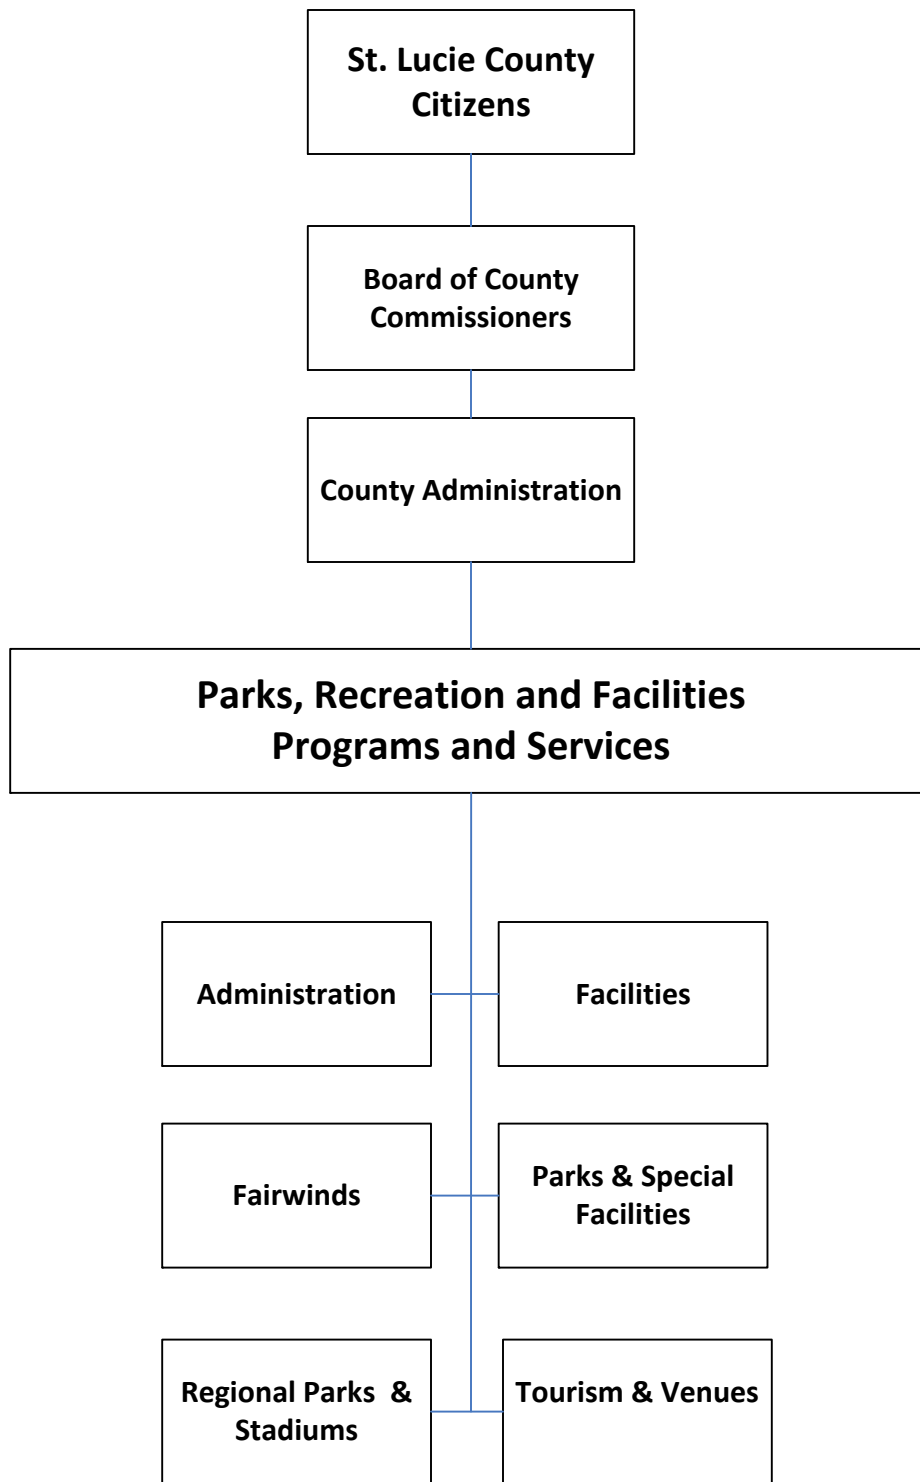 St. Lucie County
Citizens
Board of County
Commissioners
County Administration
Parks, Recreation and Facilities
Programs and Services
Administration
Facilities
Fairwinds
Parks & Special
Facilities
Regional Parks &
Stadiums
Tourism & Venues